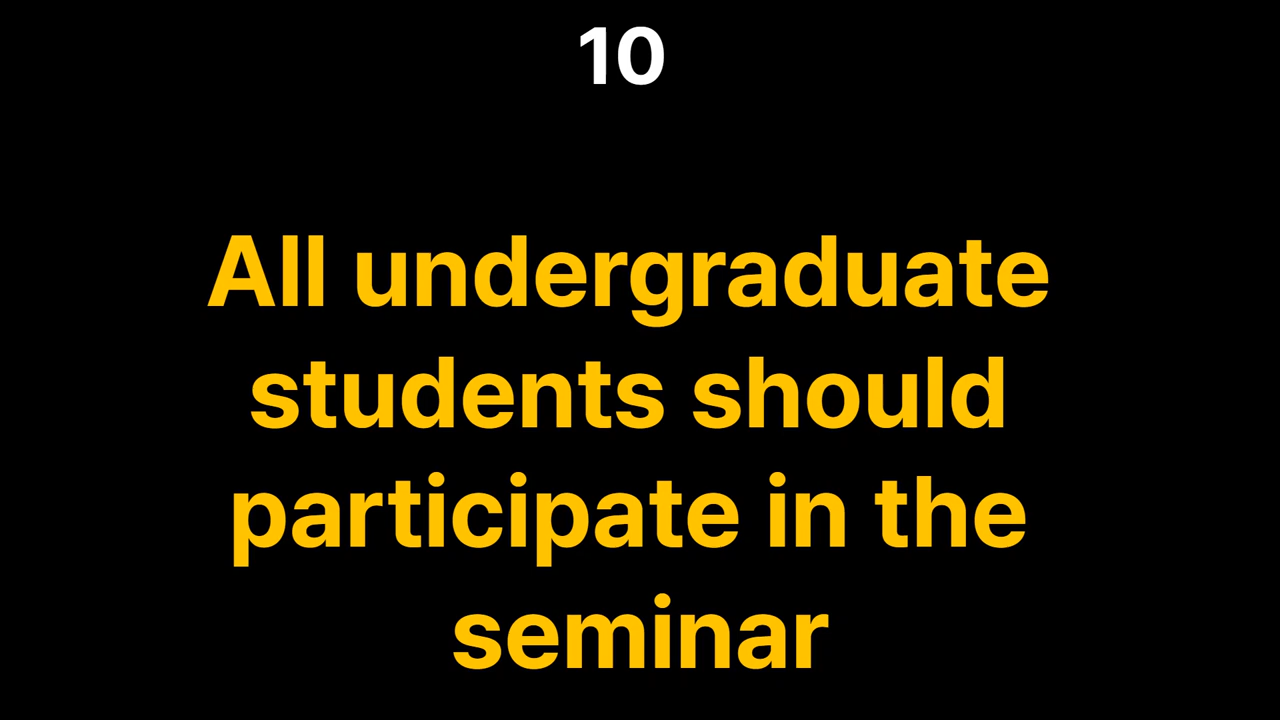 10
All undergraduate
students should
participate in the
seminar